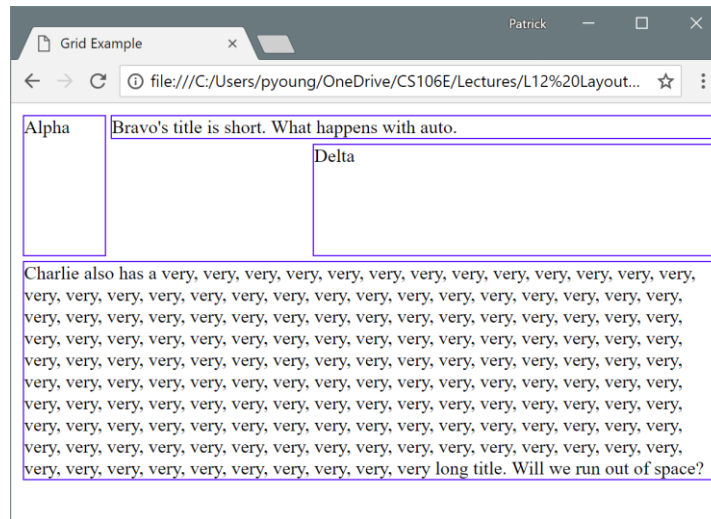 Patrick
Grid Example
file:///C:/Users/pyoung/OneDrive/CS106E/Lectures/L12%20Layout...
Alpha
Bravo's title is short. What happens with auto.
Delta
Charlie also has a very, very, very, very, very, very, very, very, very, very, very, very, very,
very, very, very, very, very, very, very, very, very, very, very, very, very, very, very, very,
very, very, very, very, very, very, very, very, very, very, very, very, very, very, very, very,
very, very, very, very, very, very, very, very, very, very, very, very, very, very, very, very,
very, very, very, very, very, very, very, very, very, very, very, very, very, very, very, very,
very, very, very, very, very, very, very, very, very, very, very, very, very, very, very, very,
very, very, very, very, very, very, very, very, very, very, very, very, very, very, very, very,
very, very, very, very, very, very, very, very, very, very, very, very, very, very, very, very,
very, very, very, very, very, very, very, very, very, very, very, very, very, very, very, very,
very, very, very, very, very, very, very, very, very, very long title. Will we run out of space?